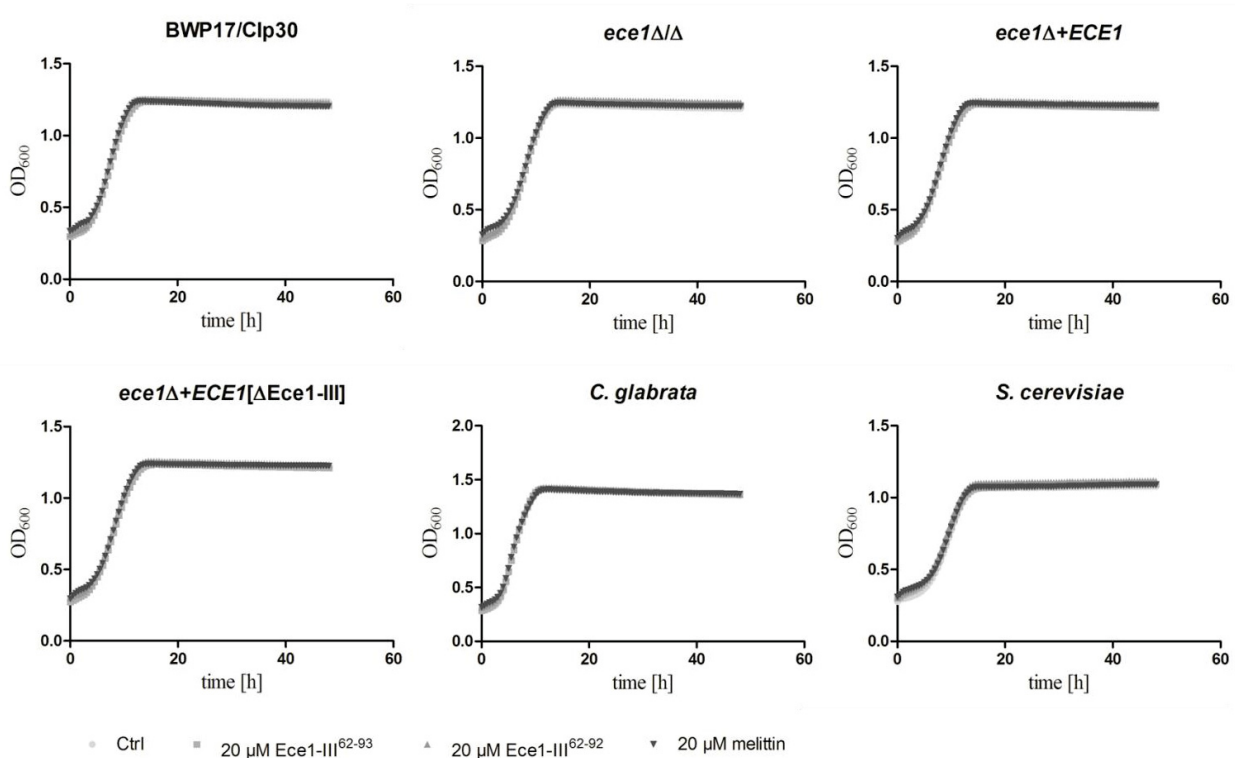 BWP17/Clp30
ece1Δ/Δ
ece1Δ+ECE1
1.5
1.0
0.5
0.0
OD600
0
20
40
60
time [h]
1.5
1.0
0.5
0.0
OD600
0
20
40
60
time [h]
1.5
1.0
0.5
0.0
OD600
0
20
40
60
time [h]
ece1Δ+ECE1[ΔEce1-III]
C. glabrata
S. cerevisiae
1.5
1.0
0.5
0.0
OD600
0
20
40
60
time [h]
2.0
1.5
1.0
0.5
0.0
OD600
0
20
40
60
time [h]
1.5
1.0
0.5
0.0
OD600
0
20
40
60
time [h]
Ctrl
20 µM Ece1-III62-93
20 µM Ece1-III62-92
20 µM melittin